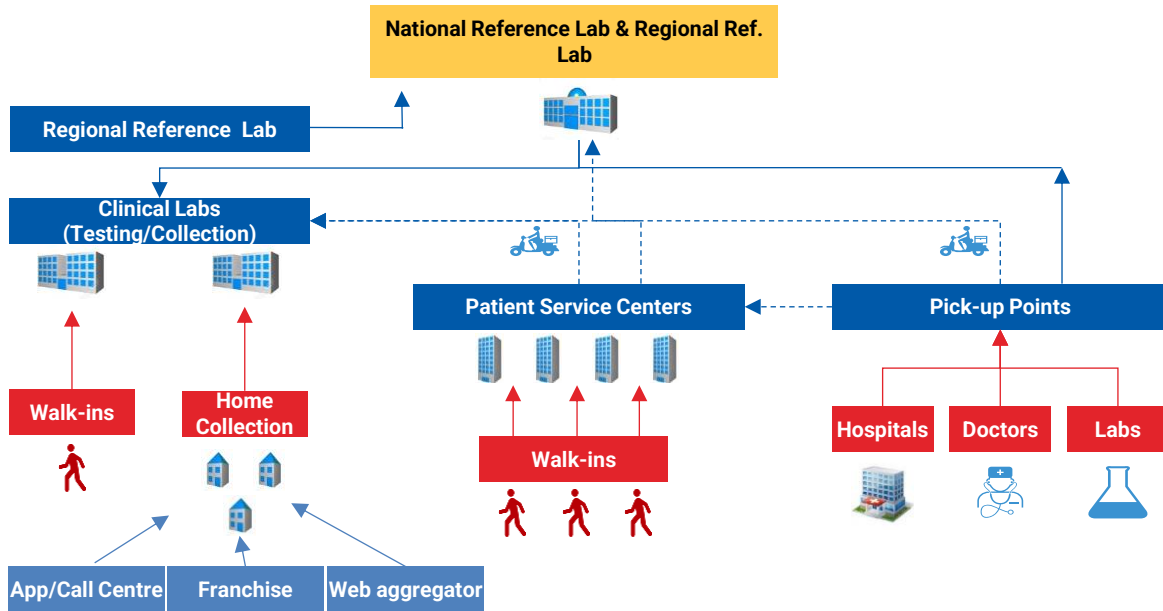 National Reference Lab & Regional Ref.
Lab
Regional Reference Lab
Clinical Labs
(Testing/Collection)
Patient Service Centers
Pick-up Points
Walk-ins
Home
Collection
Hospitals
Doctors
Labs
Walk-ins
App/Call Centre
Franchise
Web aggregator